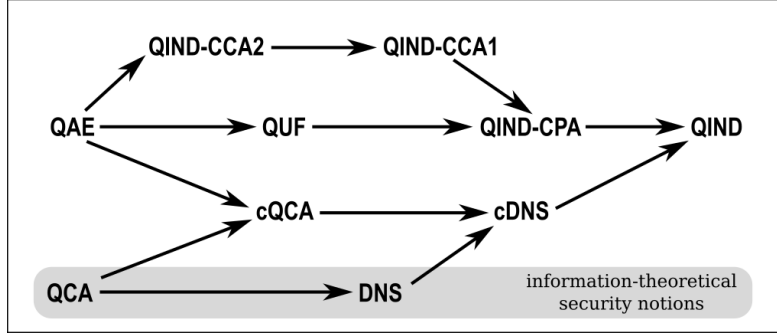 QIND-CCA2 QIND-CCA1
QAE QUF QIND-CPA QIND
cQCA cDNS
QCA DNS
information-theoretical
security notions